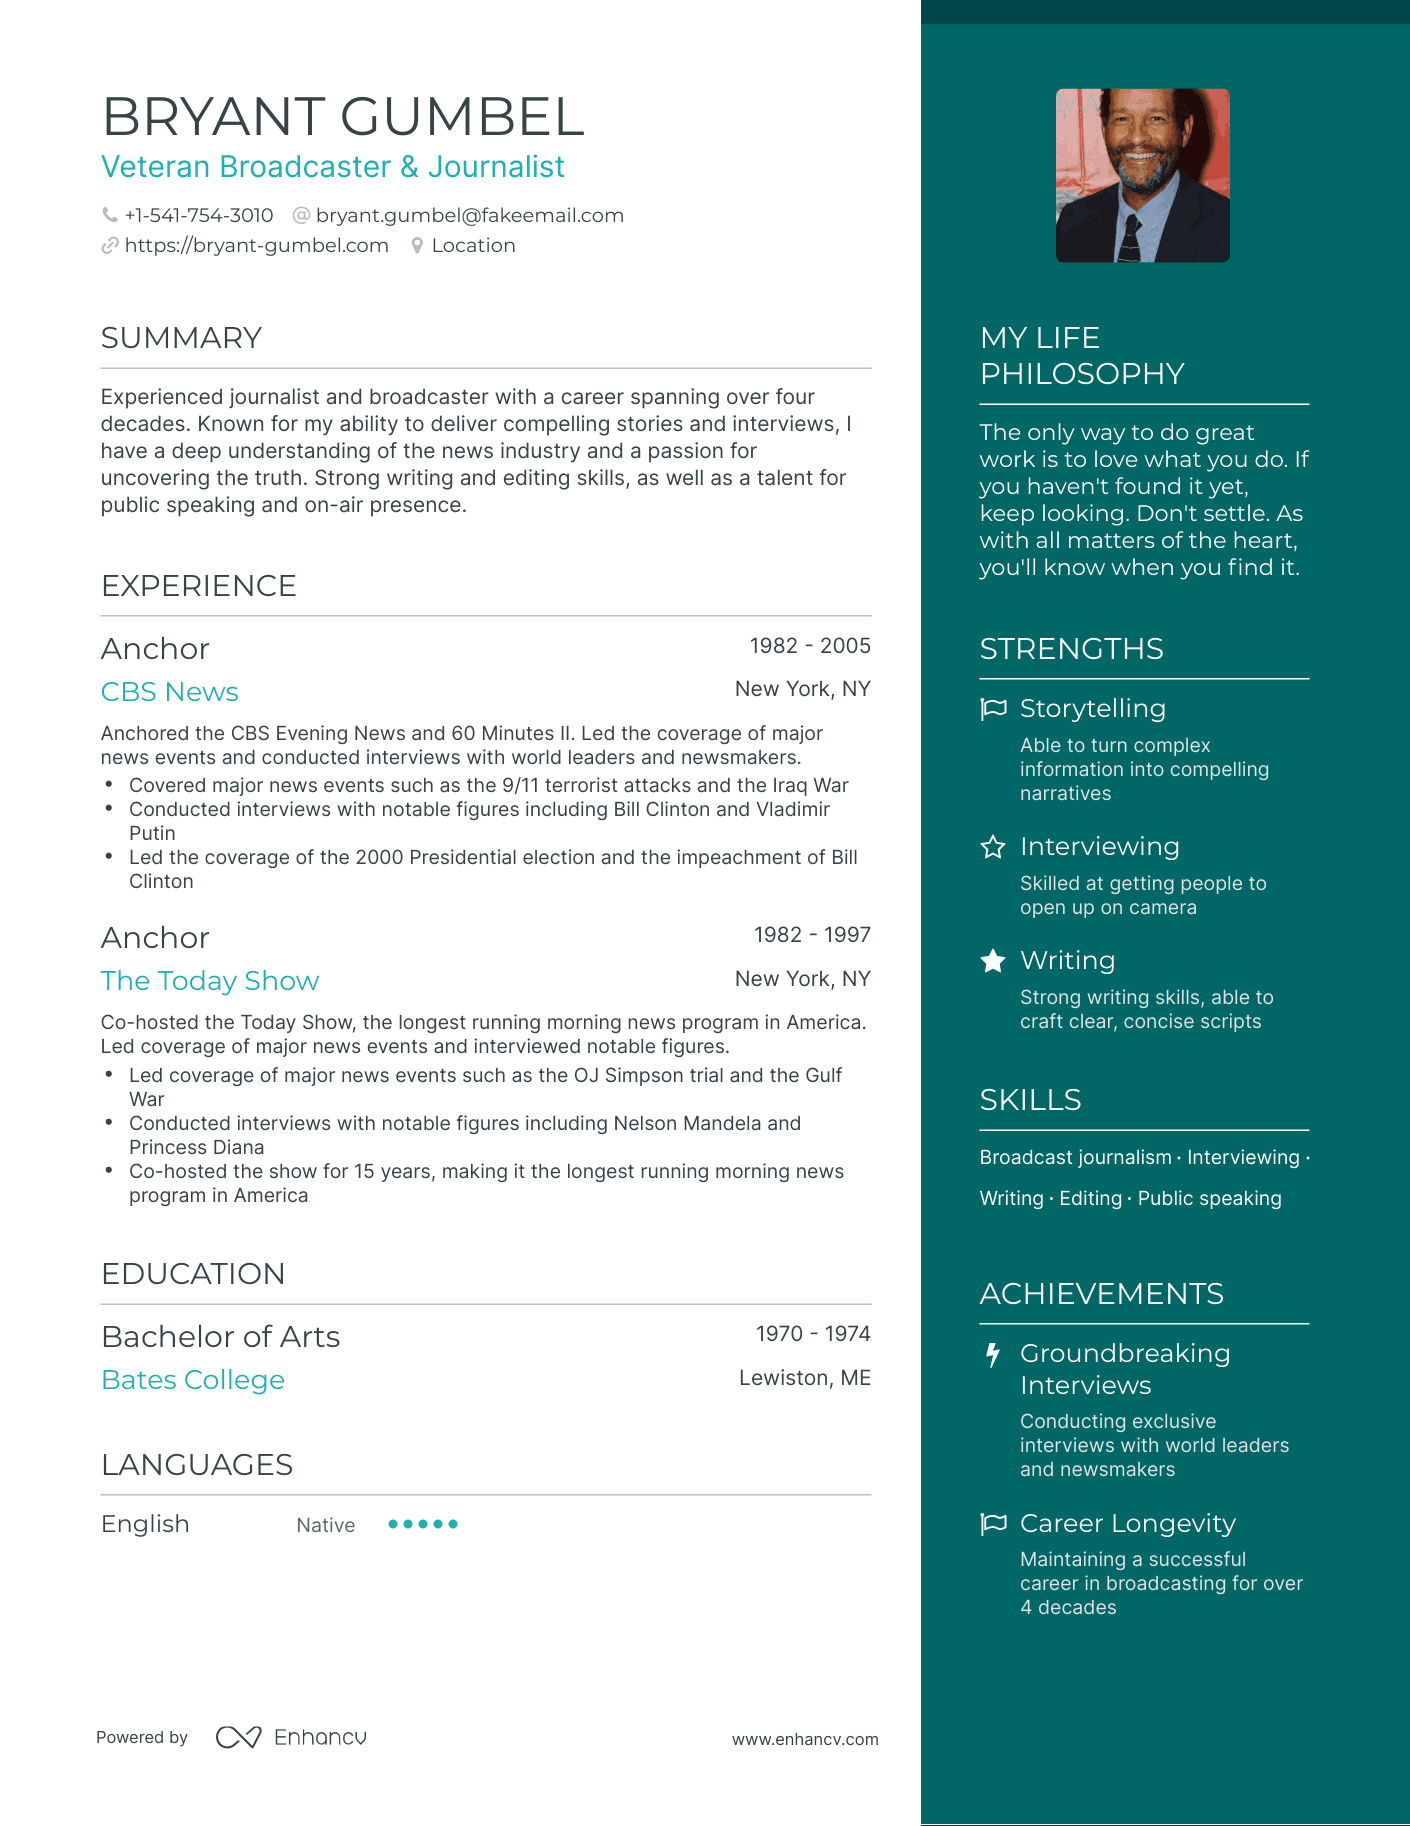 BRYANT GUMBEL
Veteran Broadcaster & Journalist
+1-541-754-3010 @ bryant.gumbel@fakeemail.com
https://bryant-gumbel.com Location
SUMMARY
Experienced journalist and broadcaster with a career spanning over four
decades. Known for my ability to deliver compelling stories and interviews, I
have a deep understanding of the news industry and a passion for
uncovering the truth. Strong writing and editing skills, as well as a talent for
public speaking and on-air presence.
EXPERIENCE
Anchor 1982 - 2005
CBS News New York, NY
Anchored the CBS Evening News and 60 Minutes II. Led the coverage of major
news events and conducted interviews with world leaders and newsmakers.
• Covered major news events such as the 9/11 terrorist attacks and the Iraq War
• Conducted interviews with notable figures including Bill Clinton and Vladimir
Putin
• Led the coverage of the 2000 Presidential election and the impeachment of Bill
Clinton
Anchor 1982 - 1997
The Today Show New York, NY
Co-hosted the Today Show, the longest running morning news program in America.
Led coverage of major news events and interviewed notable figures.
• Led coverage of major news events such as the OJ Simpson trial and the Gulf
War
• Conducted interviews with notable figures including Nelson Mandela and
Princess Diana
• Co-hosted the show for 15 years, making it the longest running morning news
program in America
EDUCATION
Bachelor of Arts 1970 - 1974
Bates College Lewiston, ME
LANGUAGES
English Native
Powered by Enhancv www.enhancv.com
MY LIFE
PHILOSOPHY
The only way to do great
work is to love what you do. If
you haven't found it yet,
keep looking. Don't settle. As
with all matters of the heart,
you'll know when you find it.
STRENGTHS
Storytelling
Able to turn complex
information into compelling
narratives
Interviewing
Skilled at getting people to
open up on camera
Writing
Strong writing skills, able to
craft clear, concise scripts
SKILLS
Broadcast journalism · Interviewing ·
Writing · Editing · Public speaking
ACHIEVEMENTS
Groundbreaking
Interviews
Conducting exclusive
interviews with world leaders
and newsmakers
Career Longevity
Maintaining a successful
career in broadcasting for over
4 decades